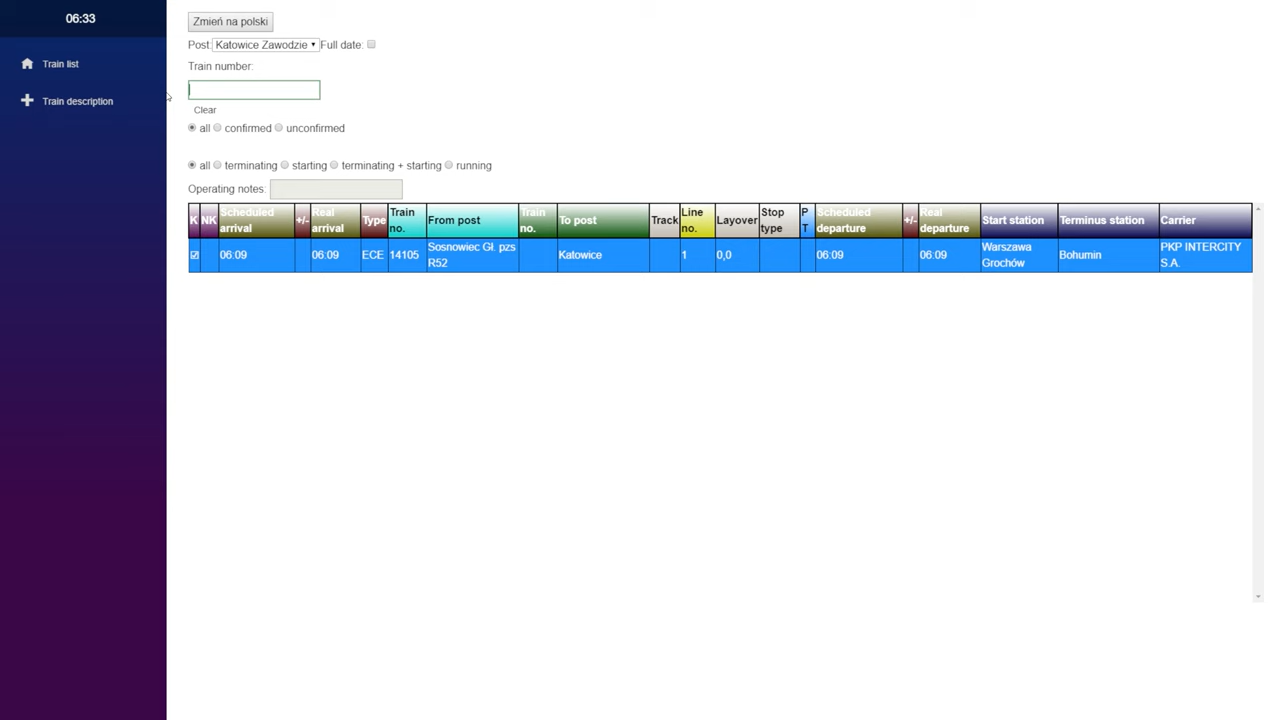 06:33
Train list
Train description
Zmień na polski
Post: Katowice Zawodzie Full date:
Train number:
Clear
all confirmed unconfirmed
all terminating starting terminating + starting running
Operating notes:
K NK Scheduled arrival +/- Real arrival Type Train no. From post Train no. To post Track Line no. Layover Stop type P T Scheduled departure +/- Real departure Start station Terminus station Carrier
06:09 06:09 ECE 14105 Sosnowiec Gł. pzs R52 Katowice 1 0,0 06:09 06:09 Warszawa Grochów Bohumin PKP INTERCITY S.A.